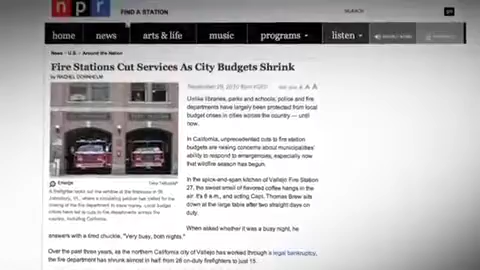 npr
FIND A STATION
SEARCH
home news arts & life music programs listen
News > U.S. > Around the Nation
Fire Stations Cut Services As City Budgets Shrink
by RACHEL DORNHELM
Unlike libraries, parks and schools, police and fire
departments have largely been protected from local
budget crises in cities across the country — until
now.
In California, unprecedented cuts to fire station
budgets are raising concerns about municipalities'
ability to respond to emergencies, especially now
that wildfire season has begun.
Enlarge
In the spick-and-span kitchen of Vallejo Fire Station
27, the sweet smell of flavored coffee hangs in the
air. It's 8 a.m., and acting Capt. Thomas Brew sits
down at the large table after two straight days on
duty.
When asked whether it was a busy night, he
answers with a tired chuckle, "Very busy, both nights."
Over the past three years, as the northern California city of Vallejo has worked through a legal bankruptcy,
the fire department has shrunk almost in half, from 28 on-duty firefighters to just 15.